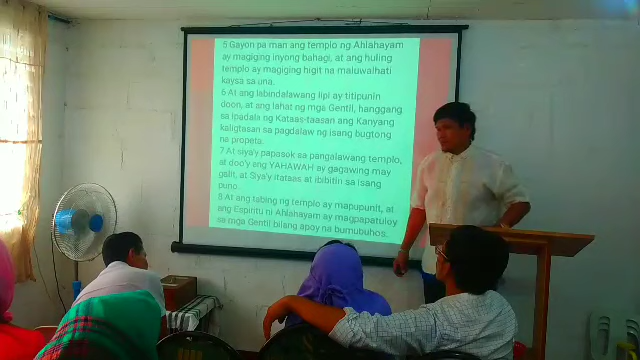 5 Gayon pa man ang templo ng Ahlahayam
ay magiging inyong bahagi, at ang huling
templo ay magiging higit na maluwalhati
kaysa sa una.
6 At ang labindalawang lipi ay titipunin
doon, at ang lahat ng mga Gentil, hanggang
sa ipadala ng Kataas-taasan ang Kanyang
kaligtasan sa pagdalaw ng isang bugtong
na propeta.
7 At siya'y papasok sa pangalawang templo,
at doo'y ang YAHAWAH ay gagawing may
galit, at Siya'y itataas at ibibitin sa isang
puno.
8 At ang labing ng templo ay mapupunit, at
ang Espiritu ni Ahlahayam ay magpapatuloy
sa mga Gentil bilang apoy na bumubuhos.